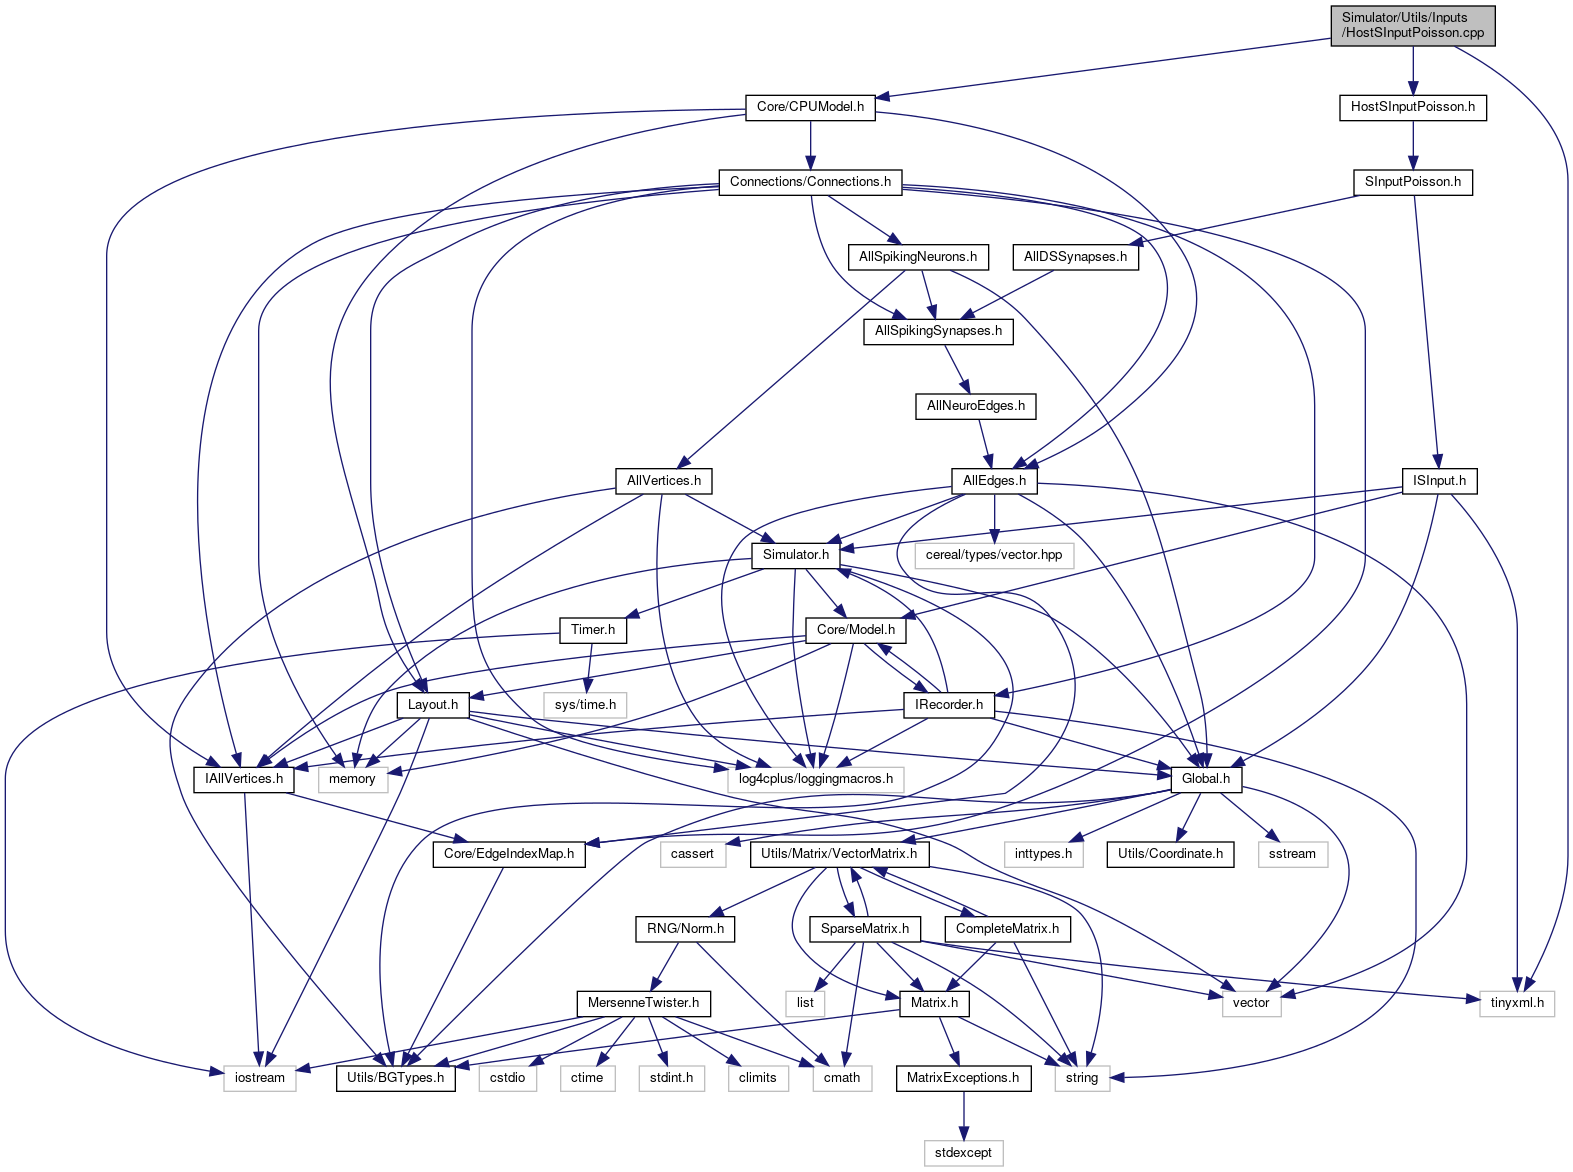 Simulator/Utils/Inputs
/HostSInputPoisson.cpp
Core/CPUModel.h
HostSInputPoisson.h
Connections/Connections.h
SInputPoisson.h
AllSpikingNeurons.h
AllDSSynapses.h
AllSpikingSynapses.h
AllNeuroEdges.h
AllVertices.h
AllEdges.h
ISInput.h
Simulator.h
cereal/types/vector.hpp
Timer.h
Core/Model.h
Layout.h
sys/time.h
IRecorder.h
IAllVertices.h
memory
log4cplus/loggingmacros.h
Global.h
Core/EdgeIndexMap.h
cassert
Utils/Matrix/VectorMatrix.h
inttypes.h
Utils/Coordinate.h
sstream
RNG/Norm.h
SparseMatrix.h
CompleteMatrix.h
MersenneTwister.h
list
Matrix.h
vector
tinyxml.h
iostream
Utils/BGTypes.h
cstdio
ctime
stdint.h
climits
cmath
MatrixExceptions.h
string
stdexcept